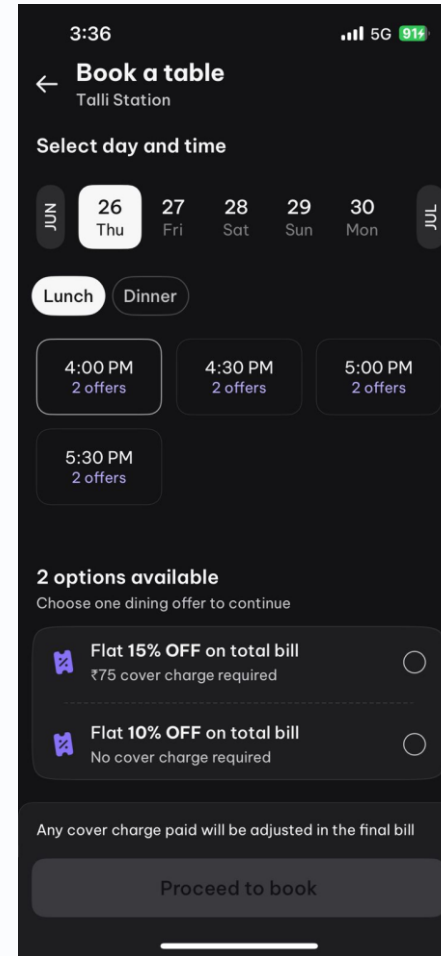 3:36
5G 91
Book a table
Talli Station
Select day and time
JUN
26 27 28 29 30
Thu Fri Sat Sun Mon
JUL
Lunch Dinner
4:00 PM 4:30 PM 5:00 PM
2 offers 2 offers 2 offers
5:30 PM
2 offers
2 options available
Choose one dining offer to continue
Flat 15% OFF on total bill
₹75 cover charge required
Flat 10% OFF on total bill
No cover charge required
Any cover charge paid will be adjusted in the final bill
Proceed to book